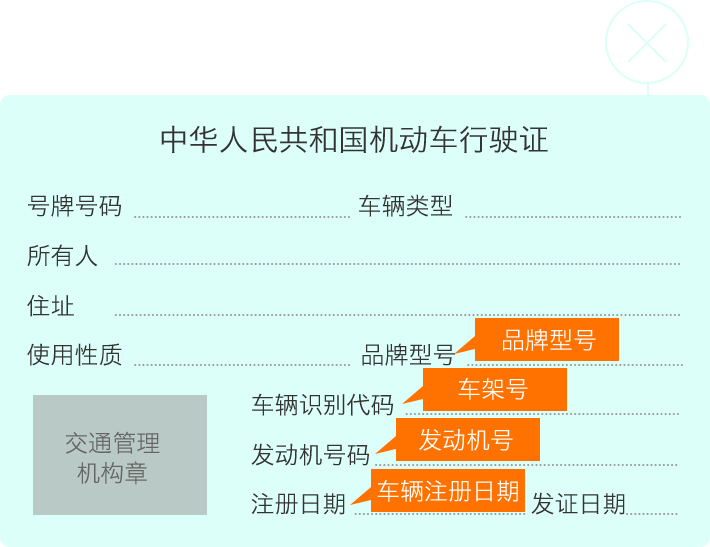 中华人民共和国机动车行驶证
号牌号码 车辆类型
所有人
住址
使用性质 品牌型号 品牌型号
车辆识别代码 车架号
发动机号码 发动机号
注册日期 车辆注册日期 发证日期
交通管理
机构章